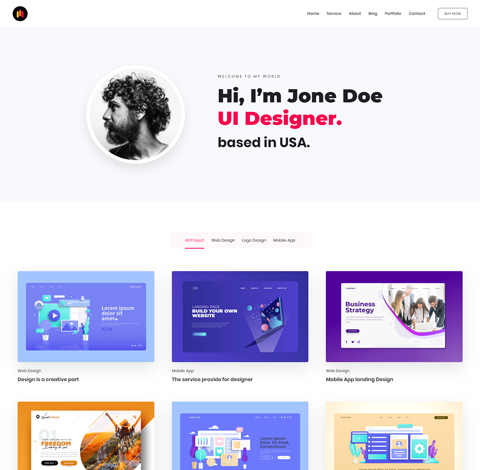 Home Service About Blog Portfolio Contact BUY NOW
WELCOME TO MY WORLD
Hi, I’m Jone Doe
UI Designer.
based in USA.
All Project Web Design Logo Design Mobile App
Lorem ipsum
dolor sit
amet
LANDING PAGE
BUILD YOUR OWN
WEBSITE
Business
Strategy
Web Design
Design is a creative part
Mobile App
The service provide for designer
Web Design
Mobile App landing Design
FREEDOM
Lorem ipsum
dolor sit